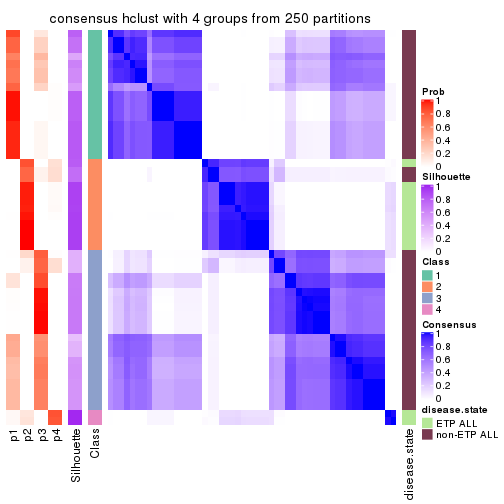 consensus hclust with 4 groups from 250 partitions
Prob
1
0.8
0.6
0.4
0.2
0
Silhouette
1
0.8
0.6
0.4
0.2
0
Class
1
2
3
4
Consensus
1
0.8
0.6
0.4
0.2
0
disease.state
ETP ALL
non-ETP ALL
p1
p2
p3
p4
Silhouette
Class
disease.state